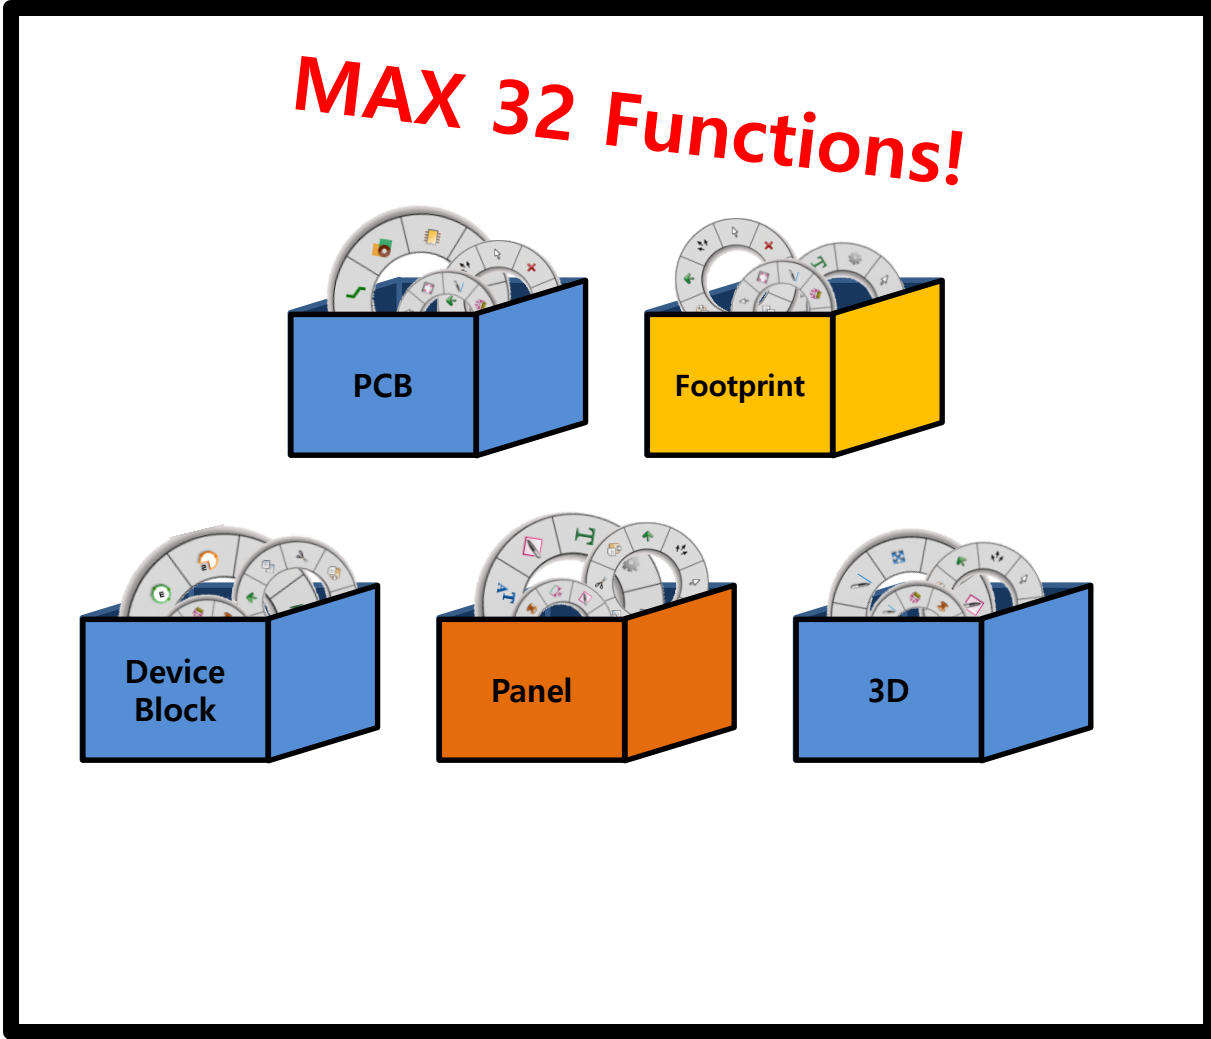 MAX 32 Functions!
PCB
Footprint
Device
Block
Panel
3D